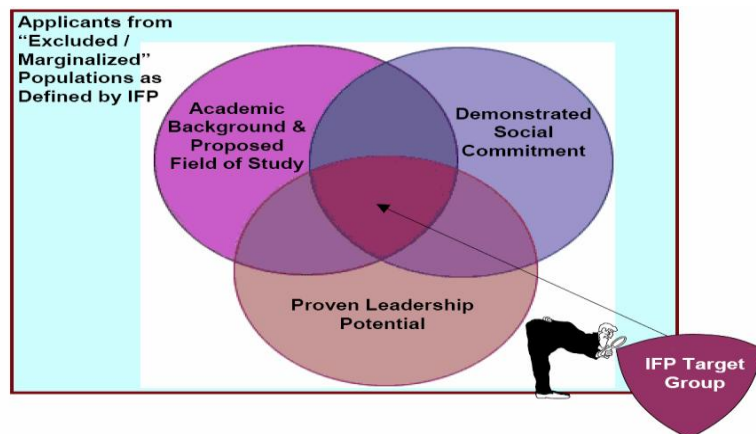 Applicants from
“Excluded /
Marginalized”
Populations as
Defined by IFP
Academic
Background &
Proposed
Field of Study
Demonstrated
Social
Commitment
Proven Leadership
Potential
IFP Target
Group